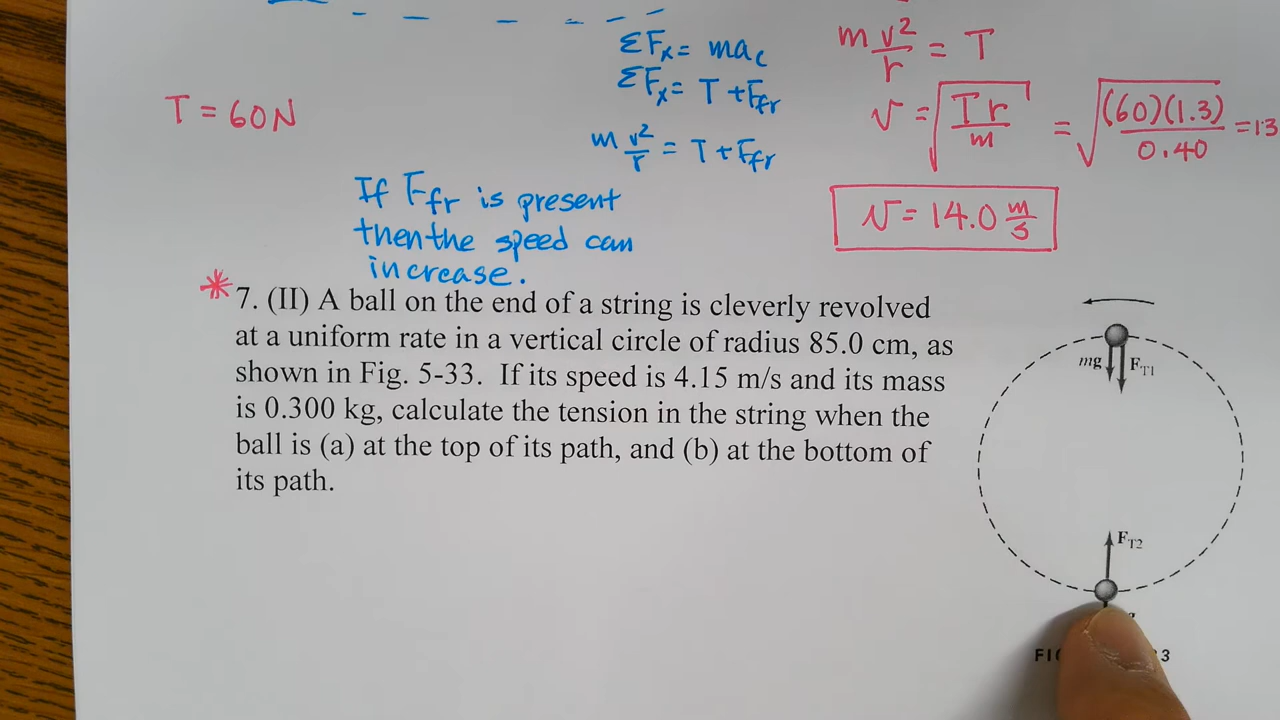 ΣFx = mac
m v²/r = T
ΣFx = T + Ffr
T = 60N
v = √(Tr/m) = √((60)(1.3)/0.40) = 13
m v²/r = T + Ffr
If Ffr is present
then the speed can
increase.
v = 14.0 m/s
* 7. (II) A ball on the end of a string is cleverly revolved
at a uniform rate in a vertical circle of radius 85.0 cm, as
shown in Fig. 5-33. If its speed is 4.15 m/s and its mass
is 0.300 kg, calculate the tension in the string when the
ball is (a) at the top of its path, and (b) at the bottom of
its path.
mg
FT1
FT2